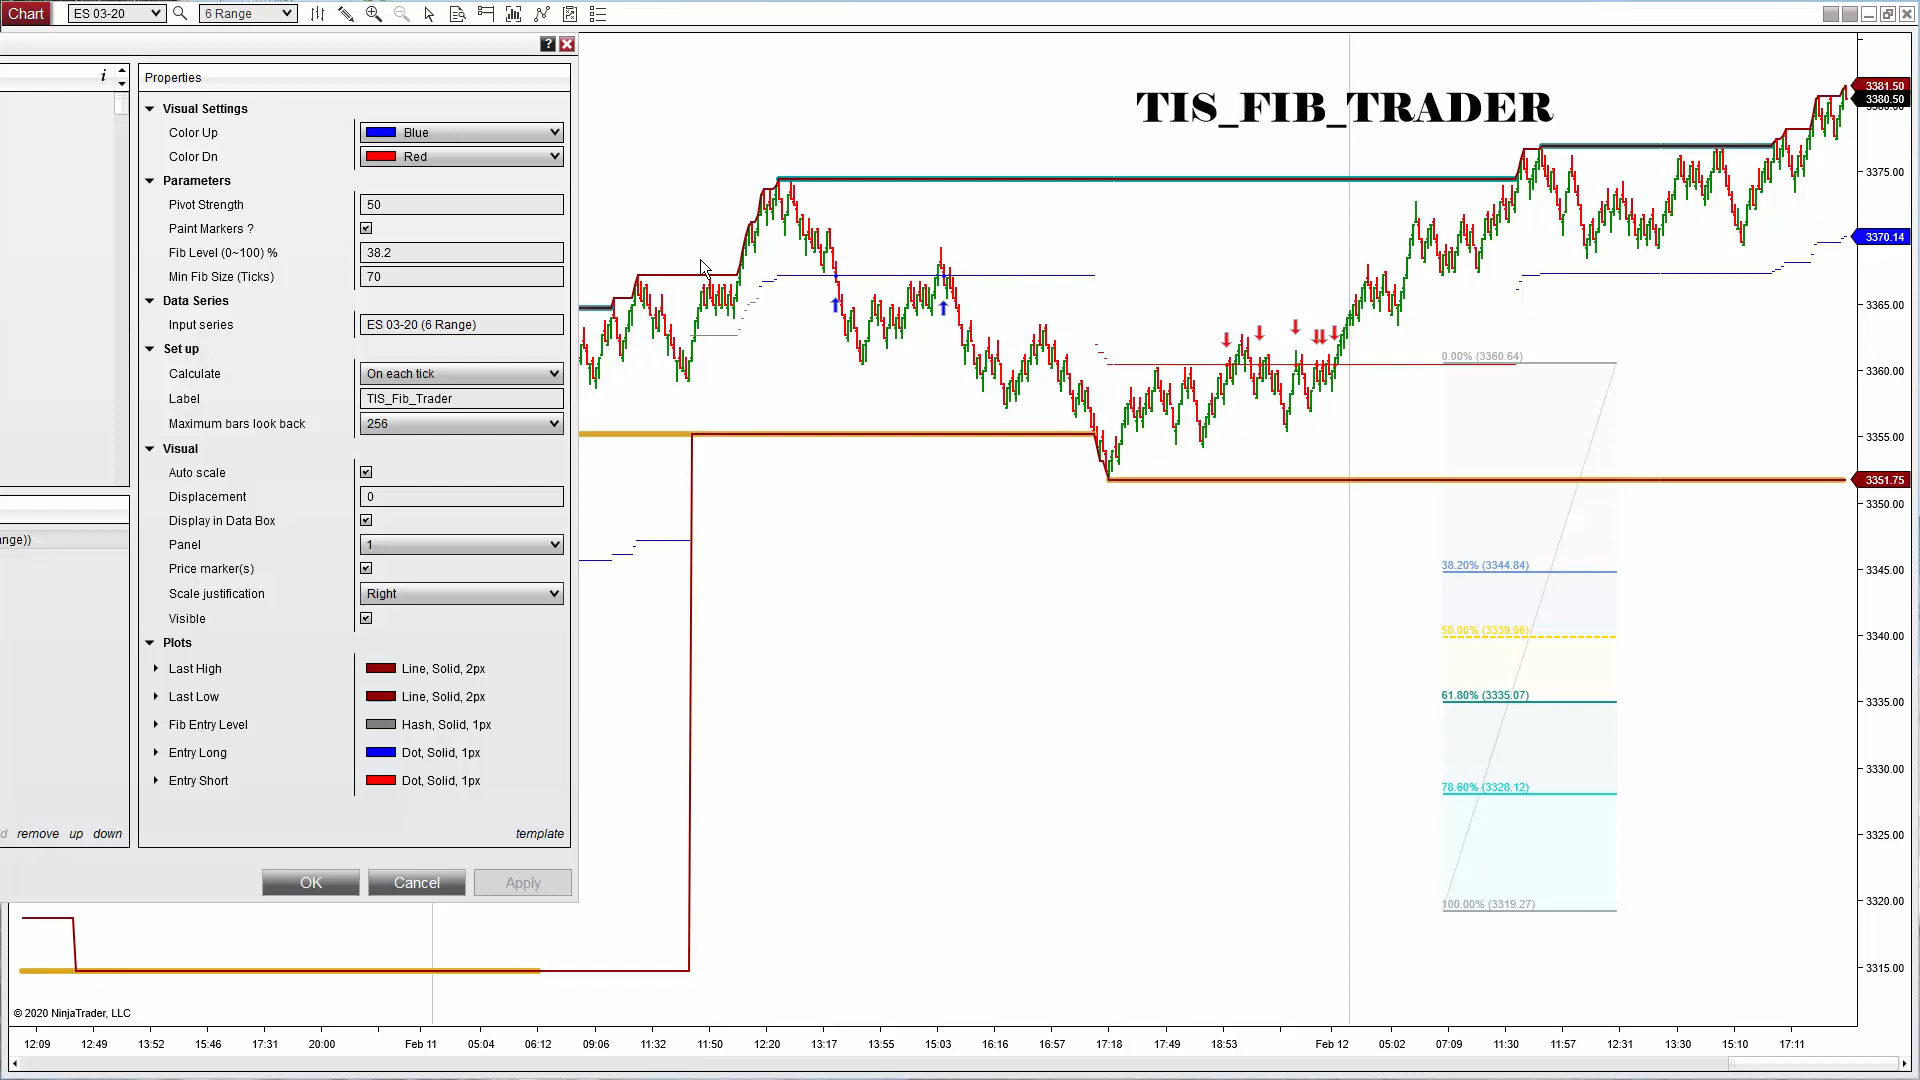 Chart
ES 03-20
6 Range
TIS_FIB_TRADER
Properties
Visual Settings
Color Up Blue
Color Dn Red
Parameters
Pivot Strength 50
Paint Markers ?
Fib Level (0~100) % 38.2
Min Fib Size (Ticks) 70
Data Series
Input series ES 03-20 (6 Range)
Set up
Calculate On each tick
Label TIS_Fib_Trader
Maximum bars look back 256
Visual
Auto scale
Displacement 0
Display in Data Box
Panel 1
Price marker(s)
Scale justification Right
Visible
Plots
Last High Line, Solid, 2px
Last Low Line, Solid, 2px
Fib Entry Level Hash, Solid, 1px
Entry Long Dot, Solid, 1px
Entry Short Dot, Solid, 1px
ange))
d remove up down
template
OK Cancel Apply
0.00% (3360.64)
38.20% (3344.84)
50.00% (3339.96)
61.80% (3335.07)
78.60% (3328.12)
100.00% (3319.27)
3381.50
3380.50
3375.00
3370.14
3365.00
3360.00
3355.00
3351.75
3350.00
3345.00
3340.00
3335.00
3330.00
3325.00
3320.00
3315.00
© 2020 NinjaTrader, LLC
12:09 12:49 13:52 15:46 17:31 20:00 Feb 11 05:04 06:12 09:06 11:32 11:50 12:20 13:17 13:55 15:03 16:16 16:57 17:18 17:49 18:53 Feb 12 05:02 07:09 11:30 11:57 12:31 13:30 15:10 17:11